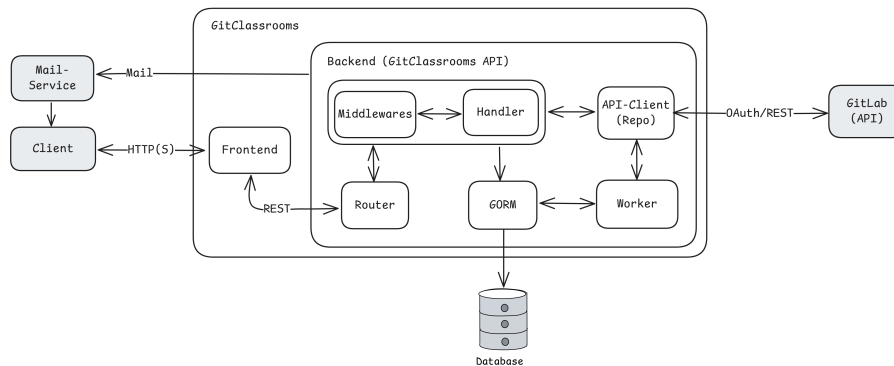 GitClassrooms
Backend (GitClassrooms API)
Mail-
Service
Mail
Middlewares
Handler
API-Client
(Repo)
OAuth/REST
GitLab
(API)
Client
HTTP(S)
Frontend
REST
Router
GORM
Worker
Database